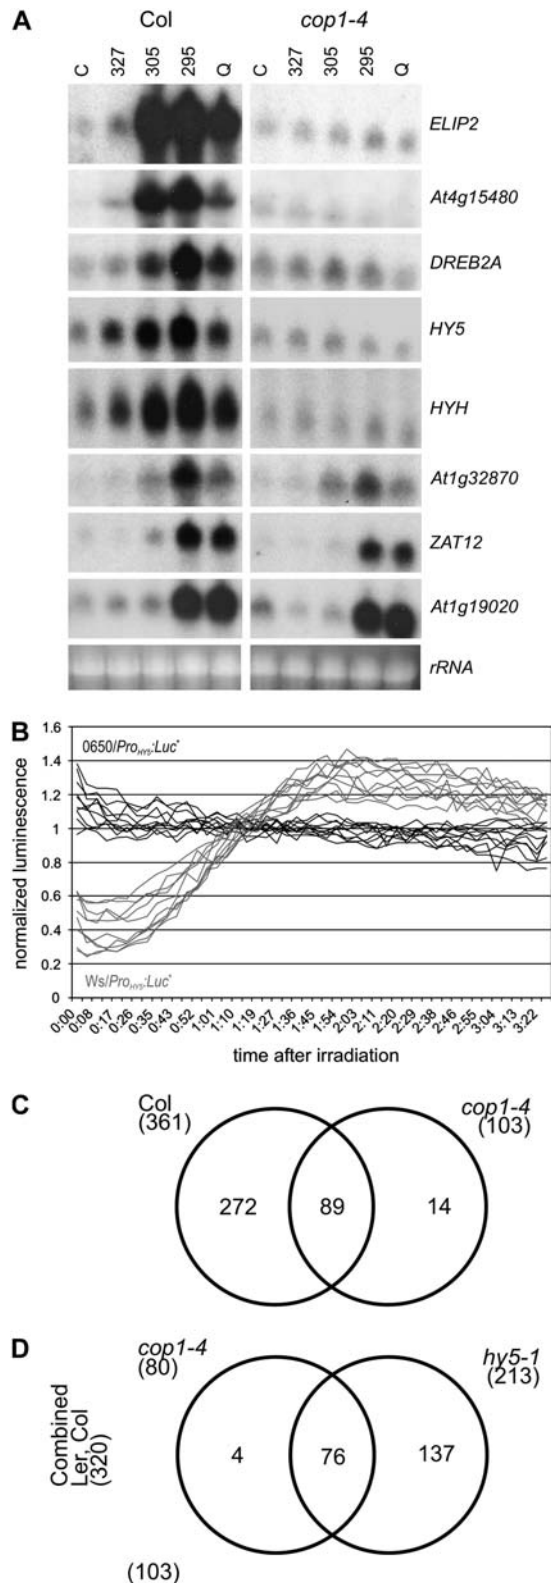 A
Col
cop1-4
C 327 305 295 Q
C 327 305 295 Q
ELIP2
At4g15480
DREB2A
HY5
HYH
At1g32870
ZAT12
At1g19020
rRNA
B
normalized luminescence
1.6
1.4
1.2
1
0.8
0.6
0.4
0.2
0
0650/ProHY5:Luc+
Ws/ProHY5:Luc+
0:00 0:08 0:17 0:26 0:35 0:43 0:52 1:01 1:10 1:19 1:27 1:36 1:45 1:54 2:03 2:11 2:20 2:29 2:38 2:46 2:55 3:04 3:13 3:22
time after irradiation
C
Col
(361)
cop1-4
(103)
272
89
14
D
cop1-4
(80)
hy5-1
(213)
Combined
Ler, Col
(320)
4
76
137
(103)